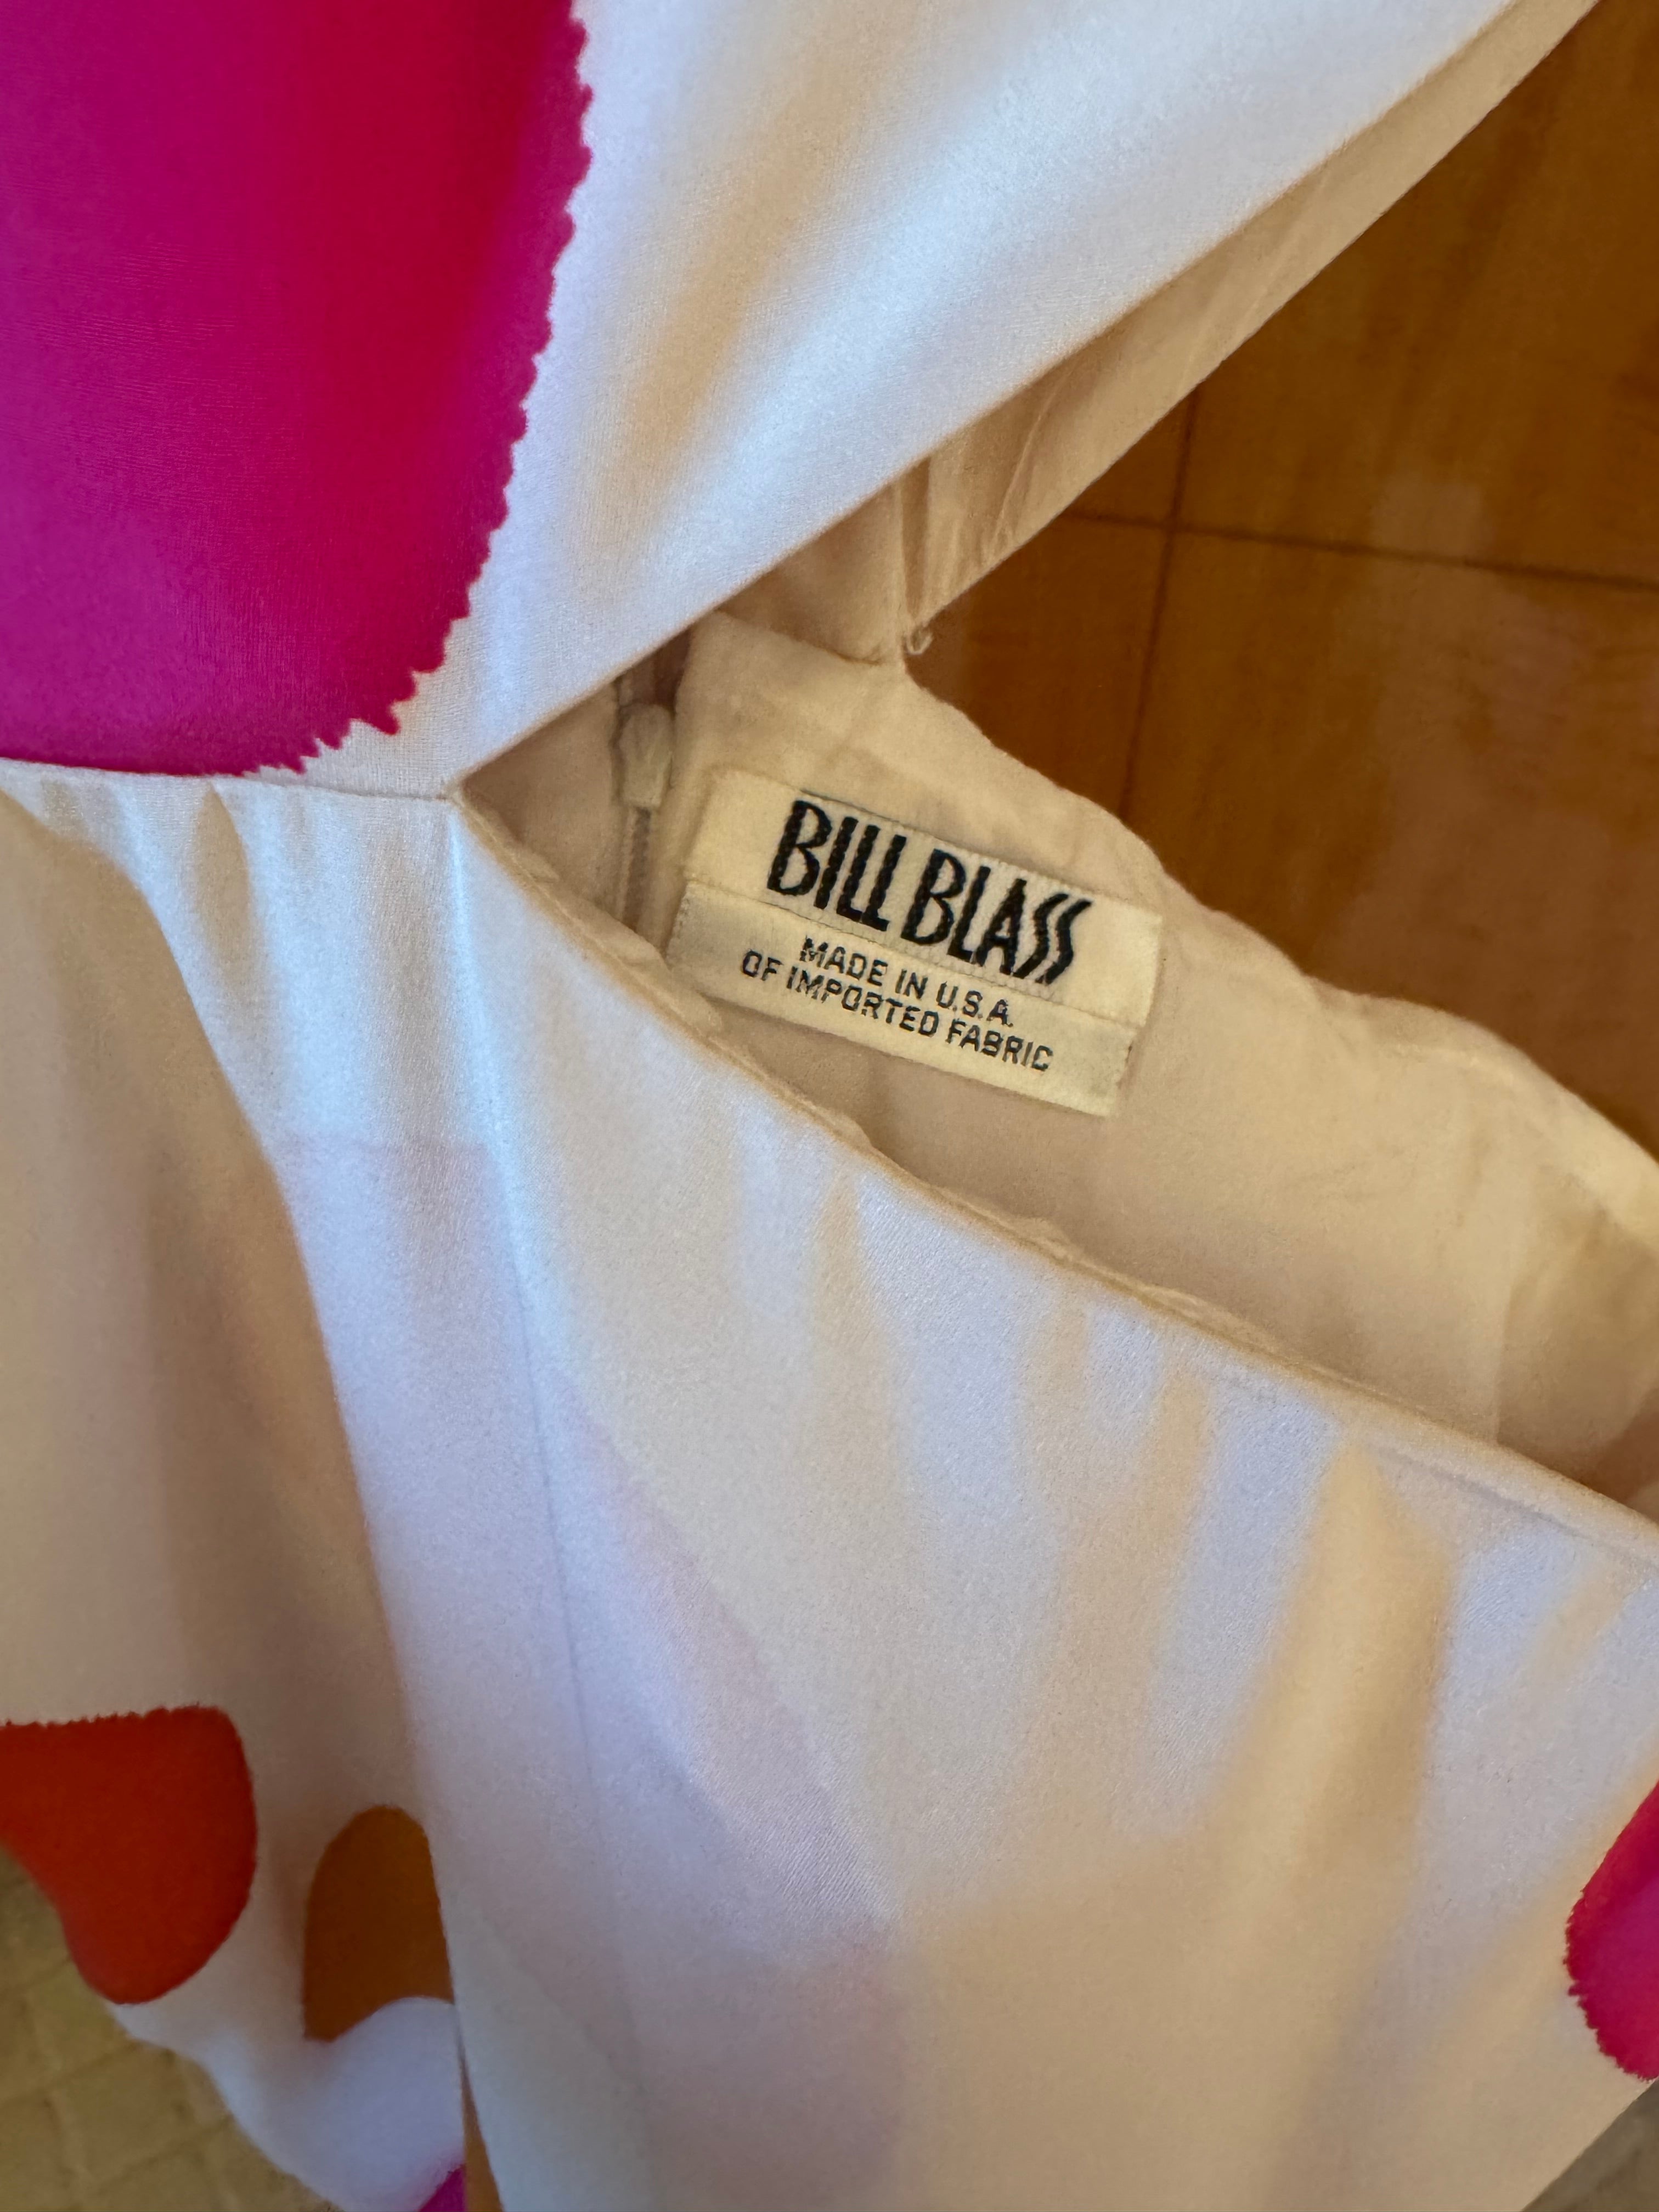 BILL BLASS
MADE IN U.S.A.
OF IMPORTED FABRIC